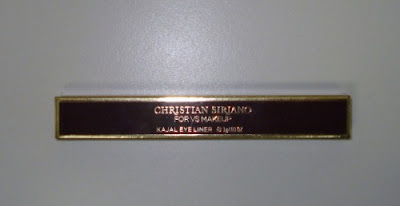 CHRISTIAN SIRIANO
FOR VS MAKEUP
KAJAL EYE LINER